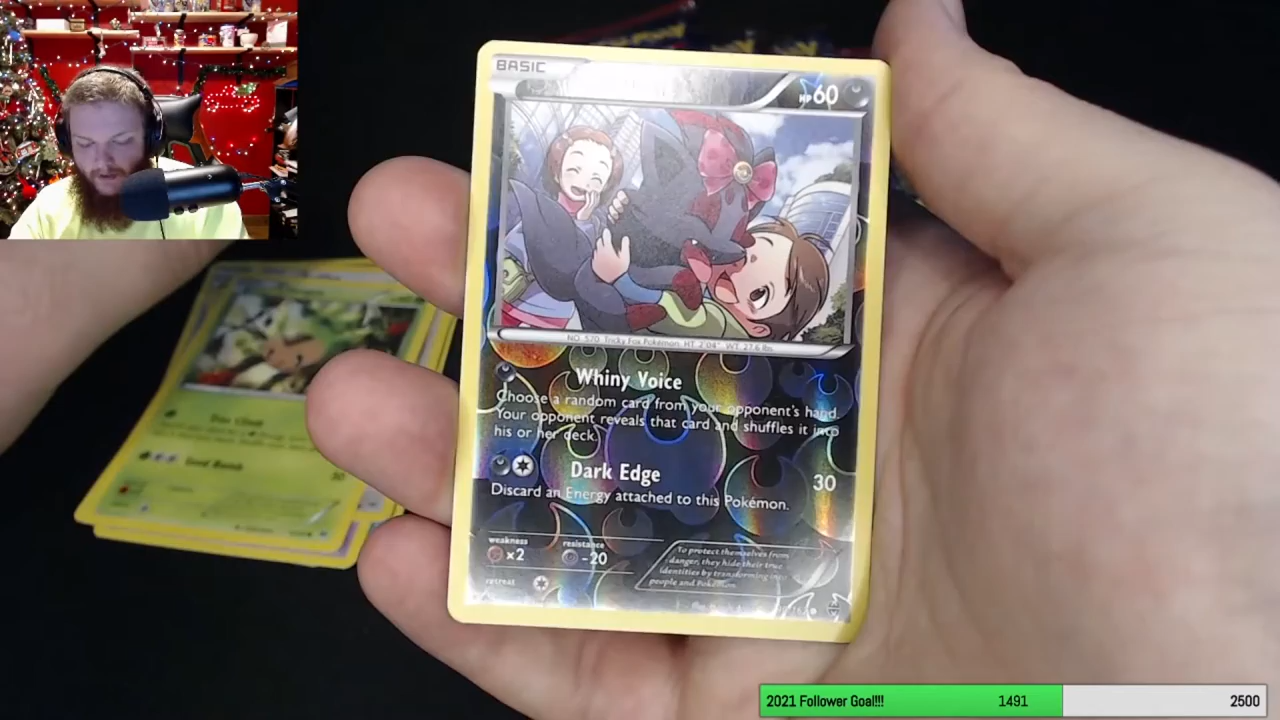 BASIC
HP60
NO. 570 Tricky Fox Pokémon HT: 2'04" WT: 27.6 lbs
Whiny Voice
Choose a random card from your opponent's hand.
Your opponent reveals that card and shuffles it into
his or her deck.
Dark Edge
30
Discard an Energy attached to this Pokémon.
weakness
×2
resistance
-20
To protect themselves from
danger, they hide their true
identities by transforming into
people and Pokémon.
retreat
30
2021 Follower Goal!!!
1491
2500